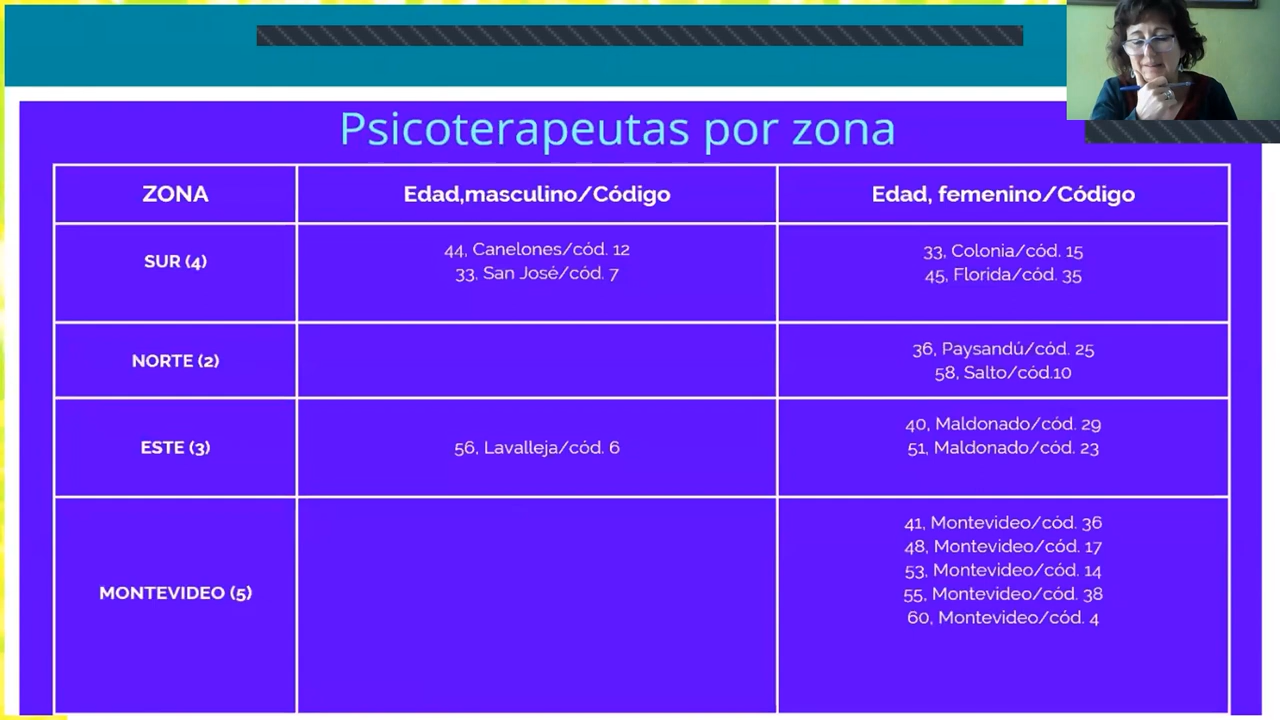 Psicoterapeutas por zona
ZONA
Edad,masculino/Código
Edad, femenino/Código
SUR (4)
44, Canelones/cód. 12
33, San José/cód. 7
33, Colonia/cód. 15
45, Florida/cód. 35
NORTE (2)
36, Paysandú/cód. 25
58, Salto/cód.10
ESTE (3)
56, Lavalleja/cód. 6
40, Maldonado/cód. 29
51, Maldonado/cód. 23
MONTEVIDEO (5)
41, Montevideo/cód. 36
48, Montevideo/cód. 17
53, Montevideo/cód. 14
55, Montevideo/cód. 38
60, Montevideo/cód. 4